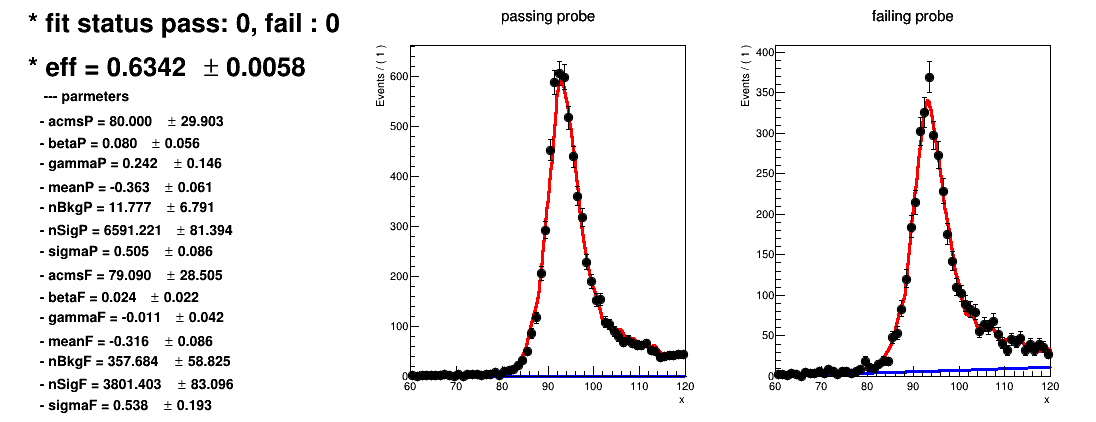 * fit status pass: 0, fail : 0
* eff = 0.6342 ± 0.0058
--- parmeters
- acmsP = 80.000 ± 29.903
- betaP = 0.080 ± 0.056
- gammaP = 0.242 ± 0.146
- meanP = -0.363 ± 0.061
- nBkgP = 11.777 ± 6.791
- nSigP = 6591.221 ± 81.394
- sigmaP = 0.505 ± 0.086
- acmsF = 79.090 ± 28.505
- betaF = 0.024 ± 0.022
- gammaF = -0.011 ± 0.042
- meanF = -0.316 ± 0.086
- nBkgF = 357.684 ± 58.825
- nSigF = 3801.403 ± 83.096
- sigmaF = 0.538 ± 0.193
passing probe
Events / ( 1 )
600
500
400
300
200
100
0
60 70 80 90 100 110 120
x
failing probe
Events / ( 1 )
400
350
300
250
200
150
100
50
0
60 70 80 90 100 110 120
x